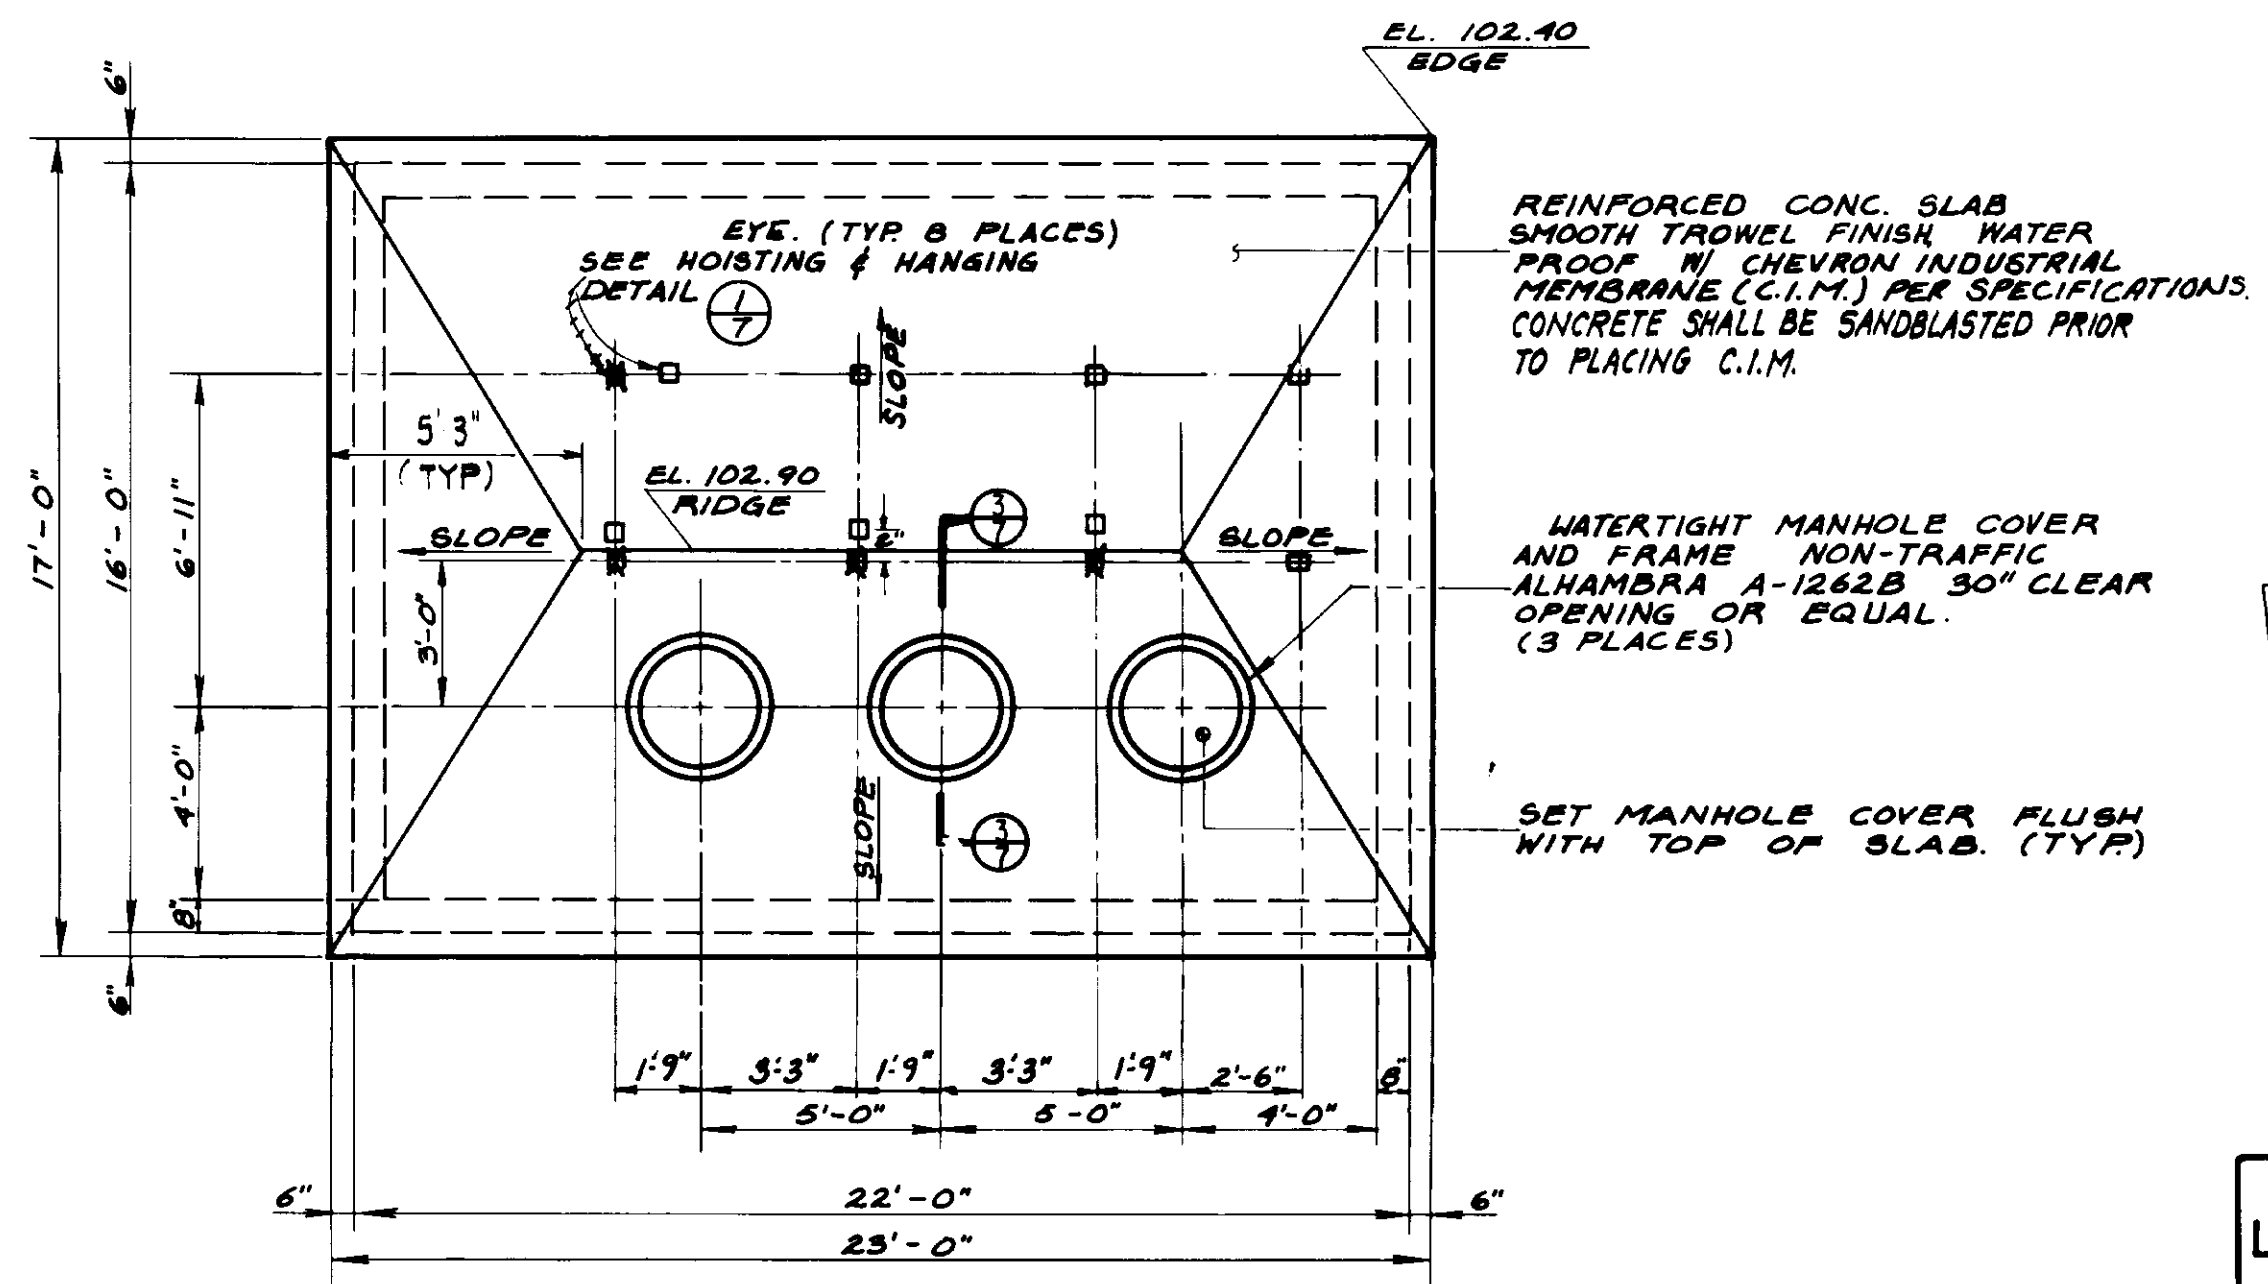 EL. 102.40
EDGE
6"
17'-0"
16'-0"
6'-11"
4'-0"
8"
6"
EYE. (TYP. 8 PLACES)
SEE HOISTING & HANGING
DETAIL
1
7
SLOPE
5'3"
(TYP)
EL. 102.90
RIDGE
3
7
SLOPE
2"
SLOPE
3'-0"
SLOPE
3
7
REINFORCED CONC. SLAB
SMOOTH TROWEL FINISH, WATER
PROOF W/ CHEVRON INDUSTRIAL
MEMBRANE (C.I.M.) PER SPECIFICATIONS.
CONCRETE SHALL BE SANDBLASTED PRIOR
TO PLACING C.I.M.
WATERTIGHT MANHOLE COVER
AND FRAME NON-TRAFFIC
ALHAMBRA A-1262B 30" CLEAR
OPENING OR EQUAL.
(3 PLACES)
SET MANHOLE COVER FLUSH
WITH TOP OF SLAB. (TYP.)
1'-9" 3'-3" 1'-9" 3'-3" 1'-9" 2'-6" 8"
5'-0" 5-0" 4'-0"
6" 22'-0" 6"
23'-0"